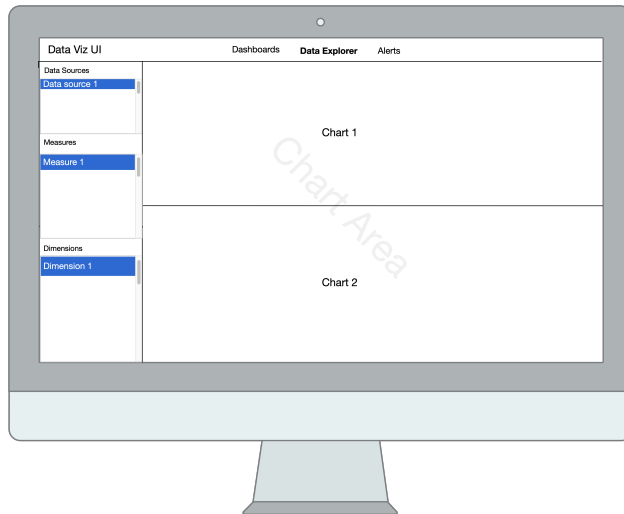 Data Viz UI
Dashboards Data Explorer Alerts
Data Sources
Data source 1
Measures
Measure 1
Dimensions
Dimension 1
Chart 1
Chart Area
Chart 2